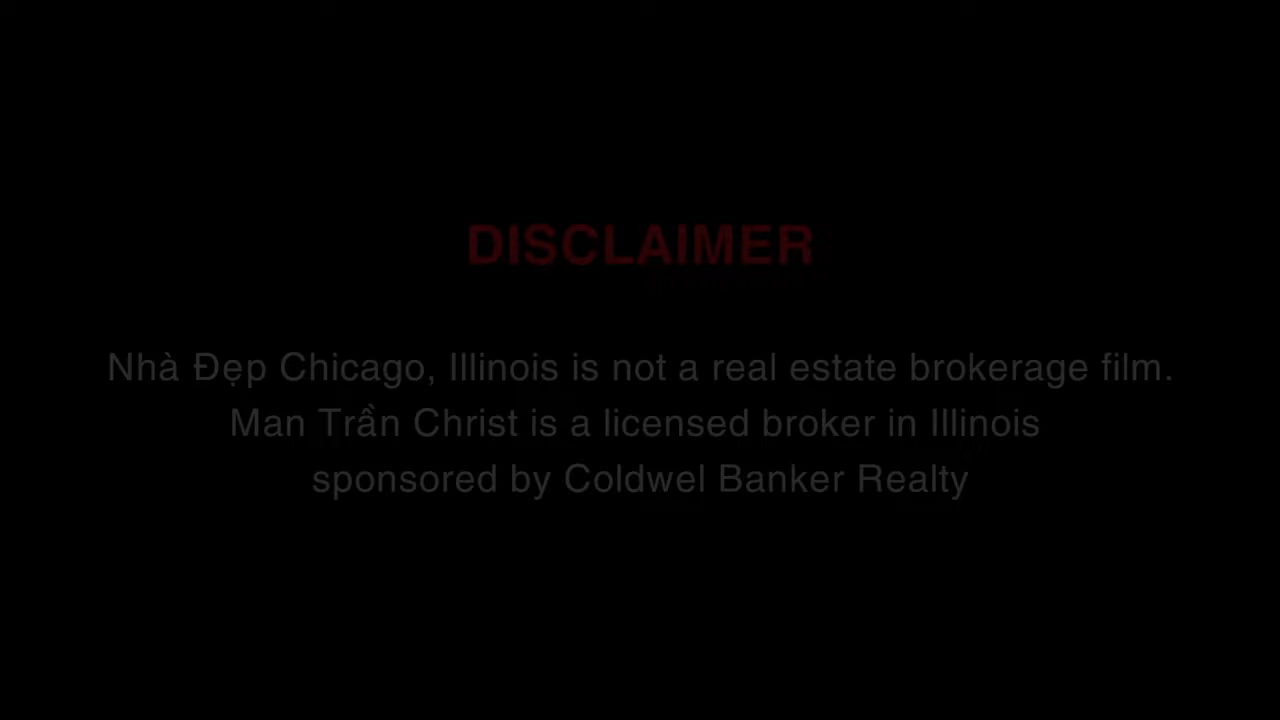 DISCLAIMER
Nhà Đẹp Chicago, Illinois is not a real estate brokerage film.
Man Trần Christ is a licensed broker in Illinois
sponsored by Coldwel Banker Realty